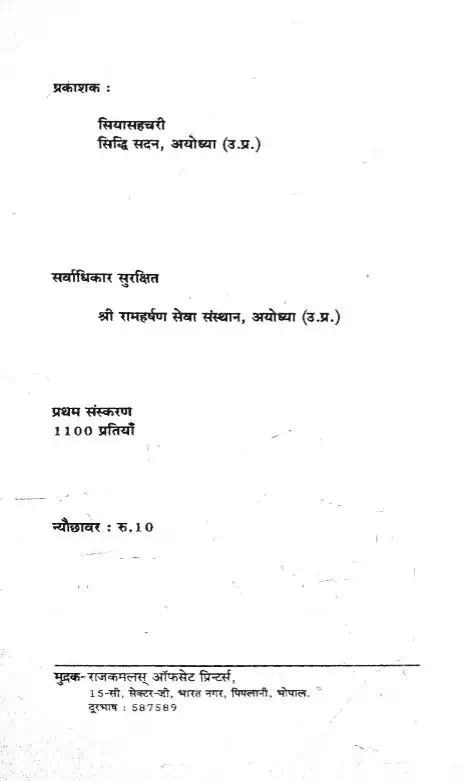 प्रकाशक :
सियासहचरी
सिद्धि सदन, अयोध्या (उ.प्र.)
सर्वाधिकार सुरक्षित
श्री रामहर्षण सेवा संस्थान, अयोध्या (उ.प्र.)
प्रथम संस्करण
1100 प्रतियाँ
न्यौछावर : रु.10
मुद्रक-राजकमलस् ऑफसेट प्रिन्टर्स,
15-सी, सेक्टर-जी, भारत नगर, पिपलानी, भोपाल.
दूरभाष : 587589